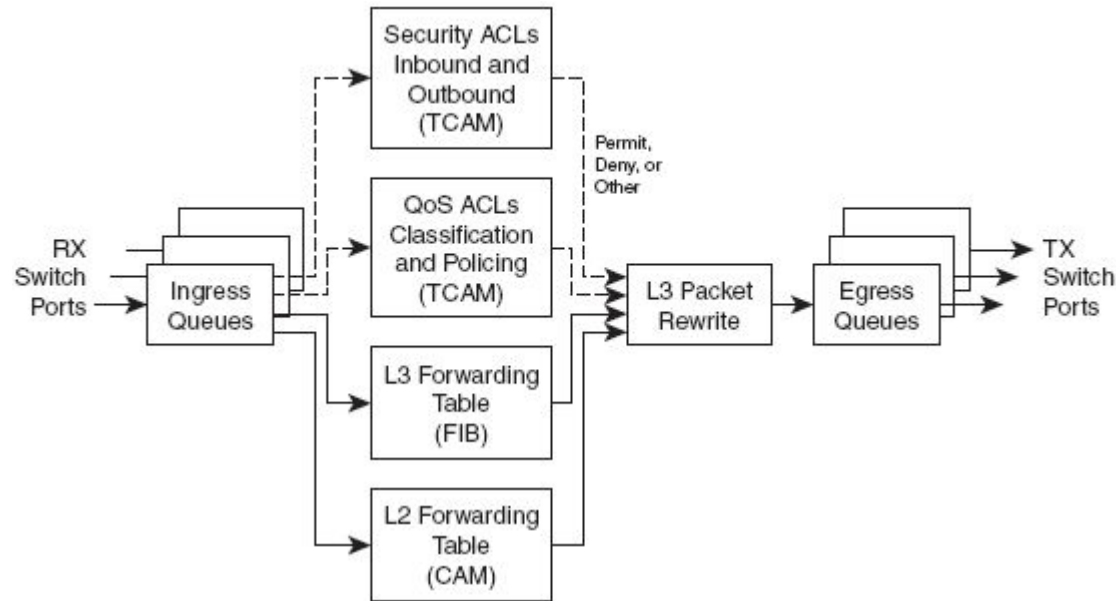 Security ACLs
Inbound and
Outbound
(TCAM)
Permit,
Deny, or
Other
QoS ACLs
Classification
and Policing
(TCAM)
RX
Switch
Ports
Ingress
Queues
L3 Packet
Rewrite
Egress
Queues
TX
Switch
Ports
L3 Forwarding
Table
(FIB)
L2 Forwarding
Table
(CAM)